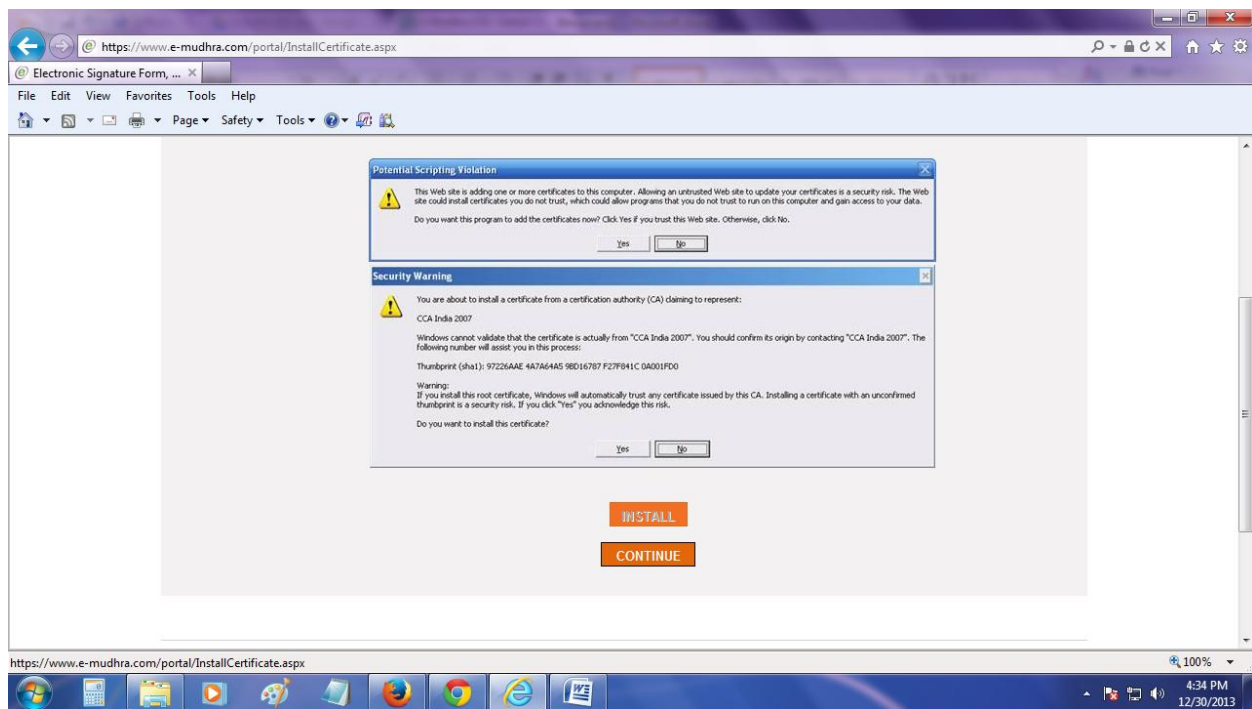 https://www.e-mudhra.com/portal/InstallCertificate.aspx
Electronic Signature Form, ...
File Edit View Favorites Tools Help
Page Safety Tools
Potential Scripting Violation
This Web site is adding one or more certificates to this computer. Allowing an untrusted Web site to update your certificates is a security risk. The Web
site could install certificates you do not trust, which could allow programs that you do not trust to run on this computer and gain access to your data.
Do you want this program to add the certificates now? Click Yes if you trust this Web site. Otherwise, click No.
Yes No
Security Warning
You are about to install a certificate from a certification authority (CA) claiming to represent:
CCA India 2007
Windows cannot validate that the certificate is actually from "CCA India 2007". You should confirm its origin by contacting "CCA India 2007". The
following number will assist you in this process:
Thumbprint (sha1): 97226AAE 4A7A64A5 9BD16787 F27F841C 0A001FD0
Warning:
If you install this root certificate, Windows will automatically trust any certificate issued by this CA. Installing a certificate with an unconfirmed
thumbprint is a security risk. If you click "Yes" you acknowledge this risk.
Do you want to install this certificate?
Yes No
INSTALL
CONTINUE
https://www.e-mudhra.com/portal/InstallCertificate.aspx
100%
4:34 PM
12/30/2013